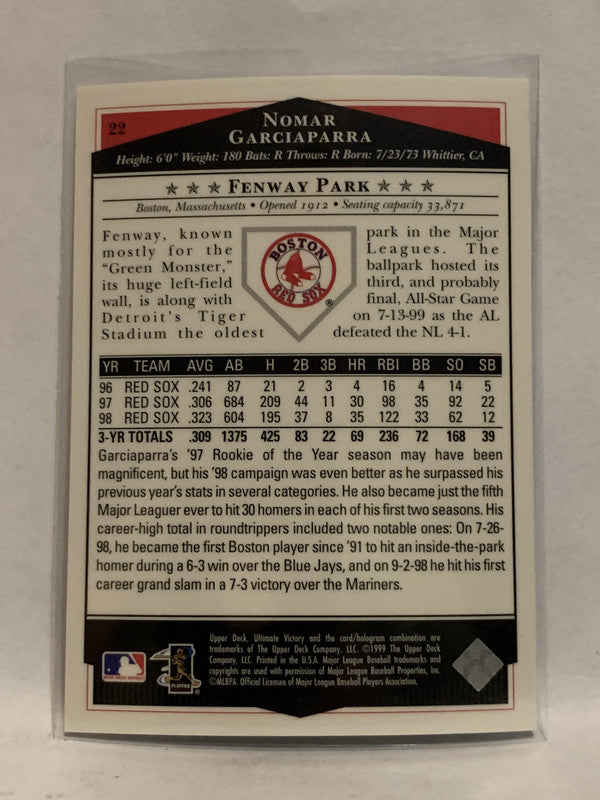 22
NOMAR
GARCIAPARRA
Height: 6'0" Weight: 180 Bats: R Throws: R Born: 7/23/73 Whittier, CA
FENWAY PARK
Boston, Massachusetts • Opened 1912 • Seating capacity 33,871
Fenway, known
mostly for the
"Green Monster,"
its huge left-field
wall, is along with
Detroit's Tiger
Stadium the oldest
BOSTON
RED SOX
®
park in the Major
Leagues. The
ballpark hosted its
third, and probably
final, All-Star Game
on 7-13-99 as the AL
defeated the NL 4-1.
YR TEAM AVG AB H 2B 3B HR RBI BB SO SB
96 RED SOX .241 87 21 2 3 4 16 4 14 5
97 RED SOX .306 684 209 44 11 30 98 35 92 22
98 RED SOX .323 604 195 37 8 35 122 33 62 12
3-YR TOTALS .309 1375 425 83 22 69 236 72 168 39
Garciaparra's '97 Rookie of the Year season may have been
magnificent, but his '98 campaign was even better as he surpassed his
previous year's stats in several categories. He also became just the fifth
Major Leaguer ever to hit 30 homers in each of his first two seasons. His
career-high total in roundtrippers included two notable ones: On 7-26-
98, he became the first Boston player since '91 to hit an inside-the-park
homer during a 6-3 win over the Blue Jays, and on 9-2-98 he hit his first
career grand slam in a 7-3 victory over the Mariners.
Upper Deck, Ultimate Victory and the card/hologram combination are
trademarks of The Upper Deck Company, LLC. ©1999 The Upper Deck
Company, LLC. Printed in the U.S.A. Major League Baseball trademarks and
copyrights are used with permission of Major League Baseball Properties, Inc.
©MLBPA. Official Licensee of Major League Baseball Players Association.
PLAYERS